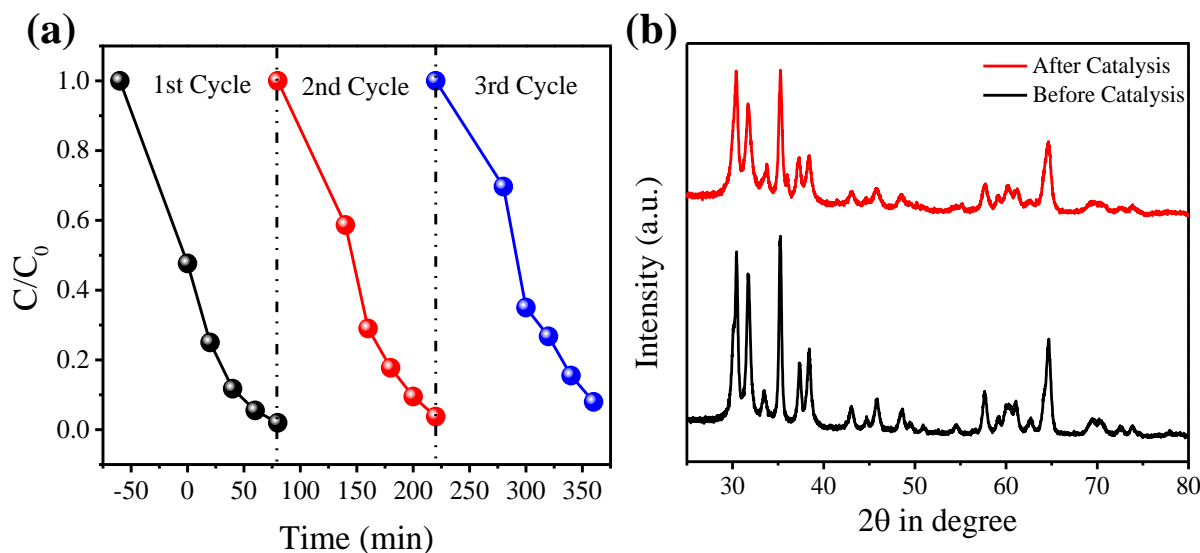 (a)
1st Cycle
2nd Cycle
3rd Cycle
1.0
0.8
0.6
0.4
0.2
0.0
C/C0
-50 0 50 100 150 200 250 300 350
Time (min)
(b)
After Catalysis
Before Catalysis
Intensity (a.u.)
30 40 50 60 70 80
2θ in degree